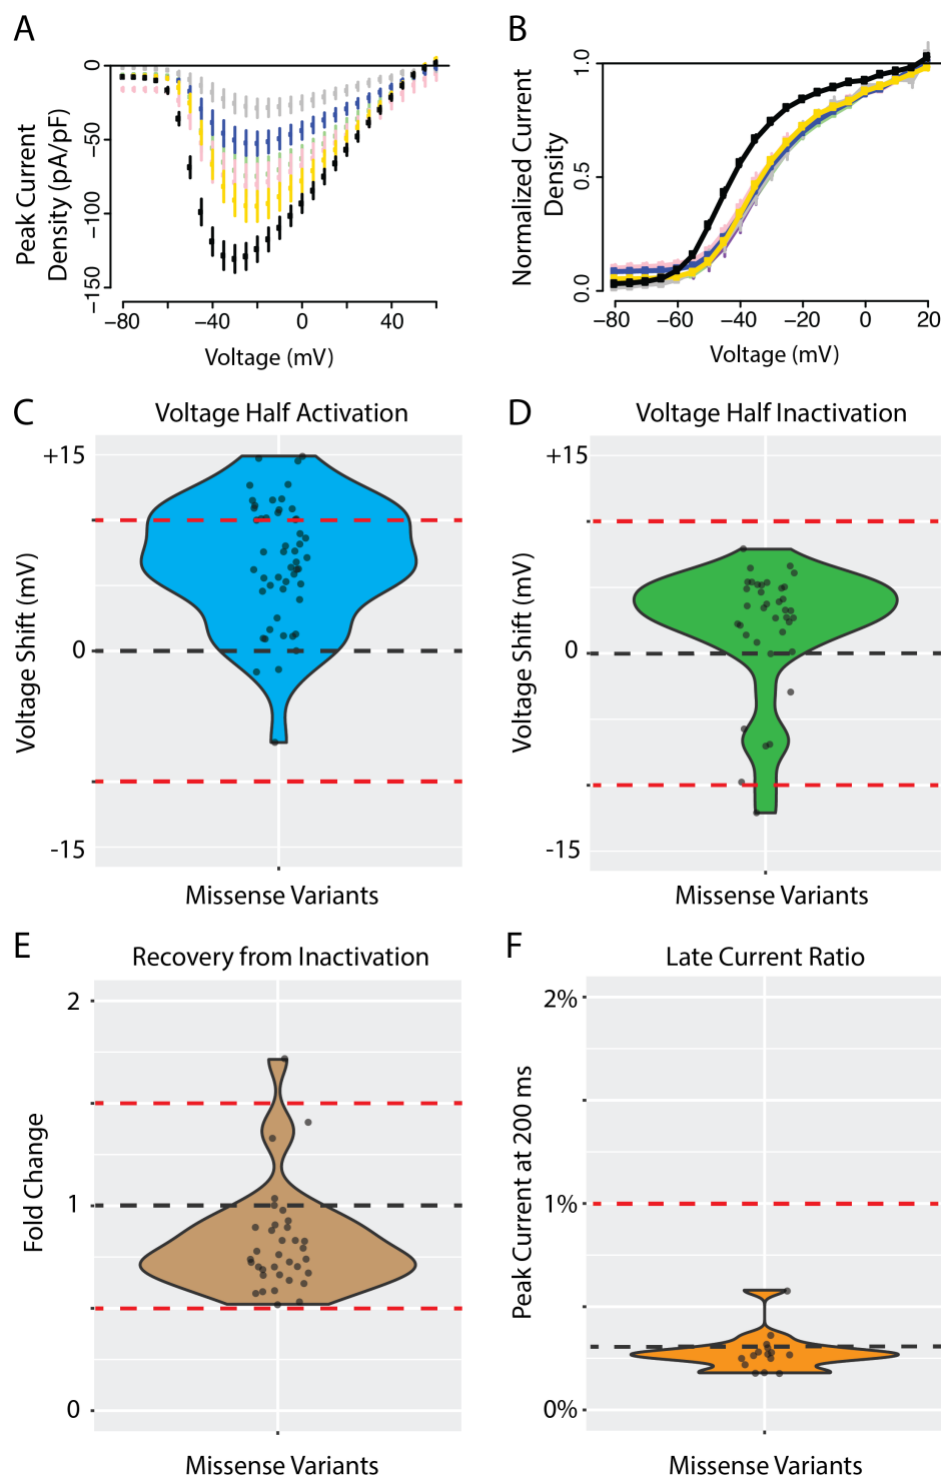 A
B
Peak Current
Density (pA/pF)
0
−50
−100
−150
−80
−40
0
40
Voltage (mV)
Normalized Current
Density
1.0
0.5
0.0
−80
−60
−40
−20
0
20
Voltage (mV)
C
Voltage Half Activation
Voltage Shift (mV)
+15
0
-15
Missense Variants
D
Voltage Half Inactivation
Voltage Shift (mV)
+15
0
-15
Missense Variants
E
Recovery from Inactivation
Fold Change
2
1
0
Missense Variants
F
Late Current Ratio
Peak Current at 200 ms
2%
1%
0%
Missense Variants